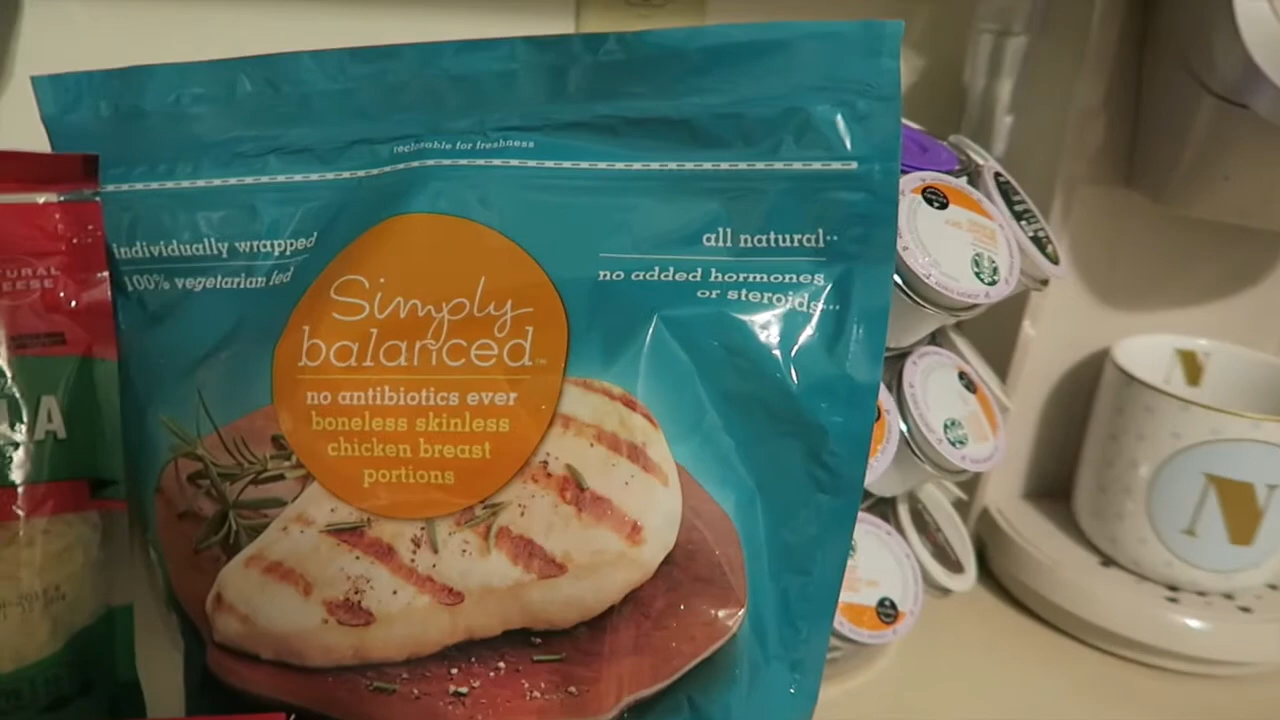 reclosable for freshness
individually wrapped
100% vegetarian fed
all natural**
no added hormones
or steroids***
Simply
balanced™
no antibiotics ever
boneless skinless
chicken breast
portions
N
N